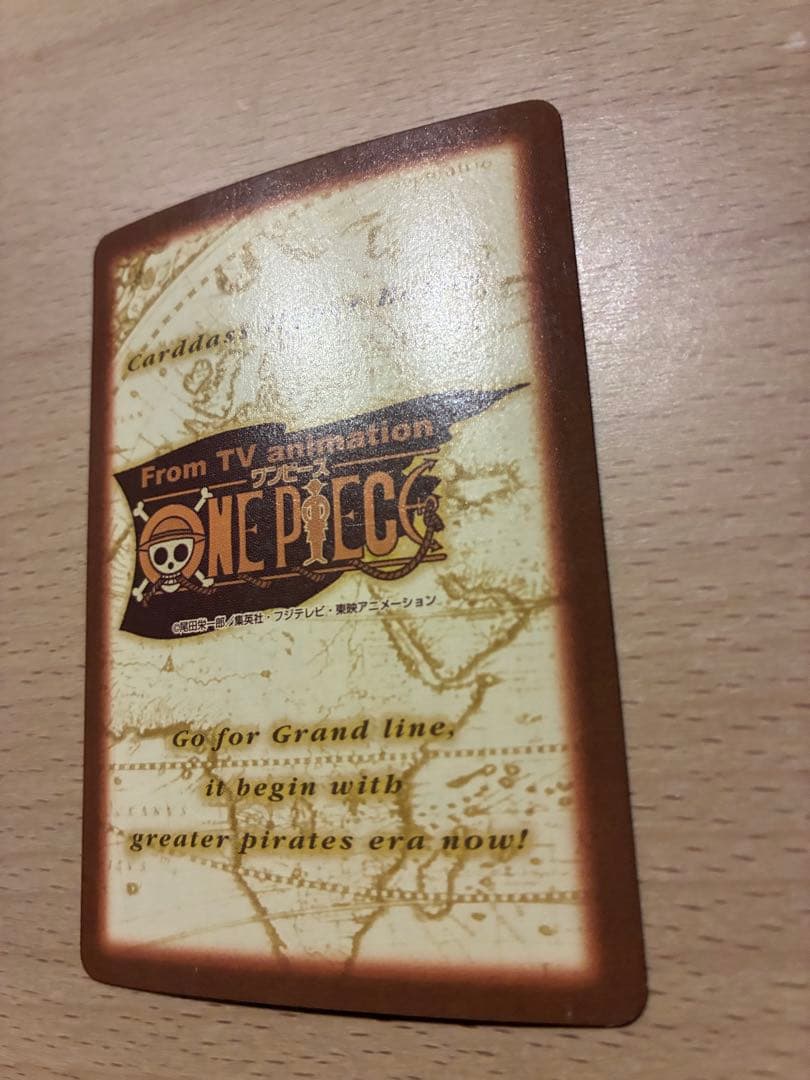 Carddass
From TV animation
ワンピース
ONE PIECE
©尾田栄一郎／集英社・フジテレビ・東映アニメーション
Go for Grand line,
it begin with
greater pirates era now!